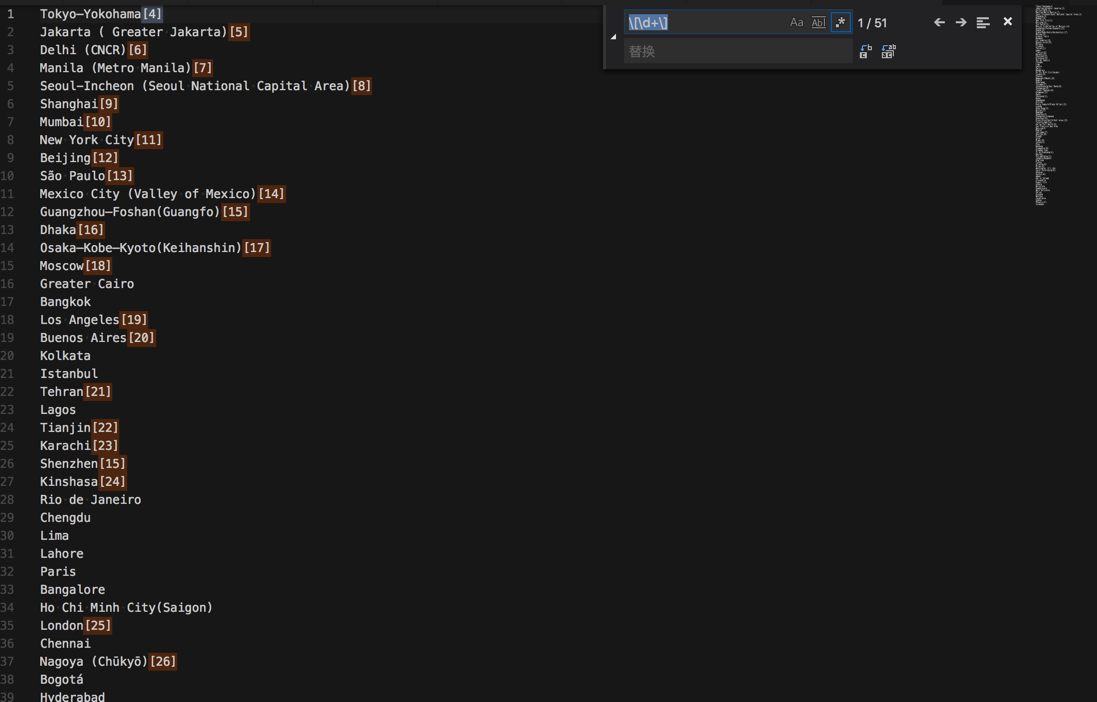 1 Tokyo–Yokohama[4]
2 Jakarta ( Greater Jakarta)[5]
3 Delhi (CNCR)[6]
4 Manila (Metro Manila)[7]
5 Seoul–Incheon (Seoul National Capital Area)[8]
6 Shanghai[9]
7 Mumbai[10]
8 New York City[11]
9 Beijing[12]
10 São Paulo[13]
11 Mexico City (Valley of Mexico)[14]
12 Guangzhou–Foshan(Guangfo)[15]
13 Dhaka[16]
14 Osaka–Kobe–Kyoto(Keihanshin)[17]
15 Moscow[18]
16 Greater Cairo
17 Bangkok
18 Los Angeles[19]
19 Buenos Aires[20]
20 Kolkata
21 Istanbul
22 Tehran[21]
23 Lagos
24 Tianjin[22]
25 Karachi[23]
26 Shenzhen[15]
27 Kinshasa[24]
28 Rio de Janeiro
29 Chengdu
30 Lima
31 Lahore
32 Paris
33 Bangalore
34 Ho Chi Minh City(Saigon)
35 London[25]
36 Chennai
37 Nagoya (Chūkyō)[26]
38 Bogotá
39 Hyderabad
\[\d+\] Aa Abl .* 1 / 51
替换